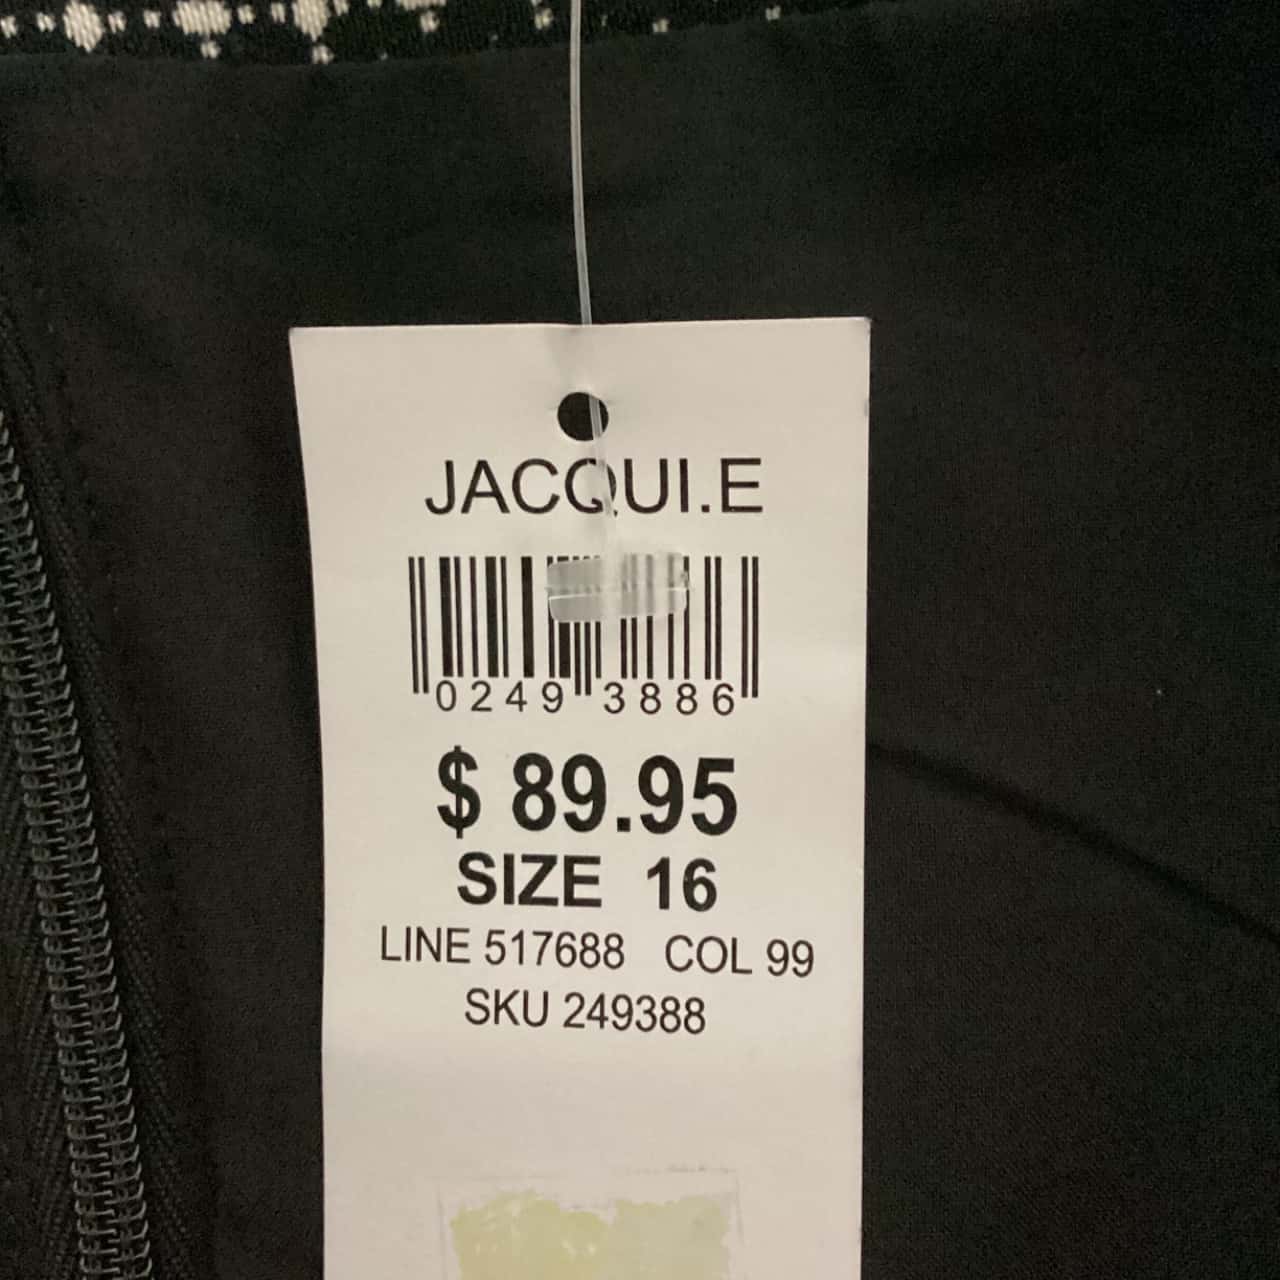 JACQUI.E
0249 3886
$ 89.95
SIZE 16
LINE 517688 COL 99
SKU 249388